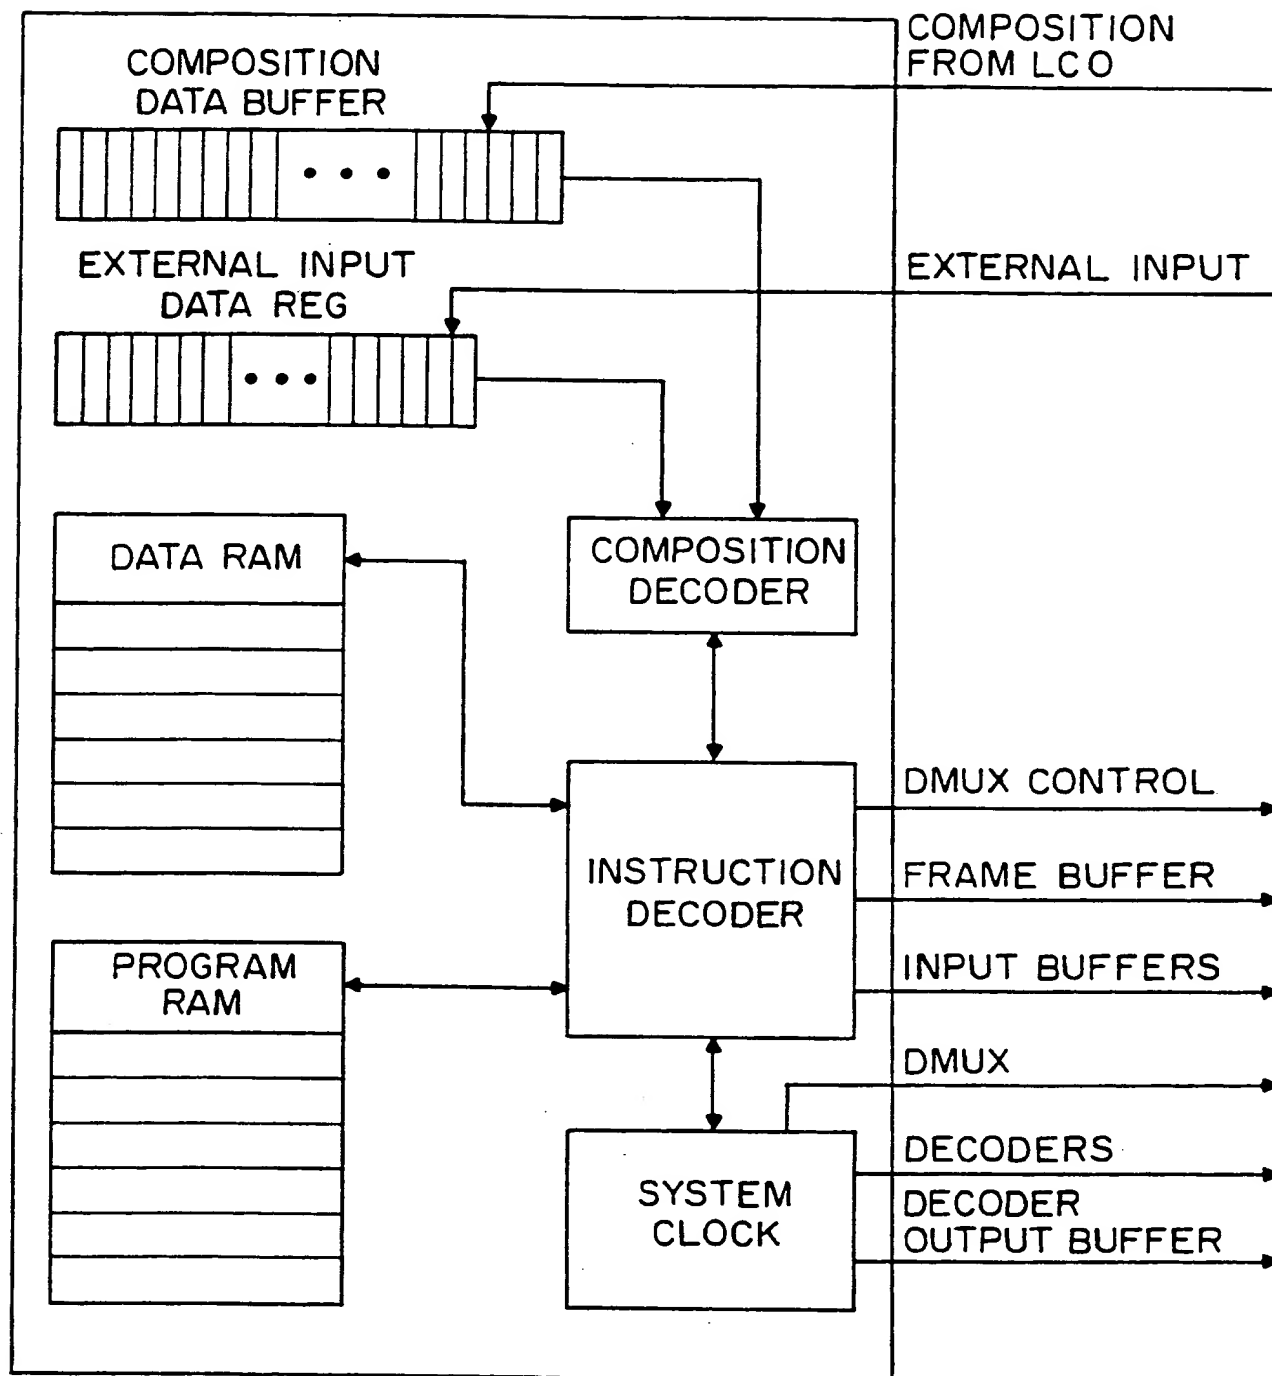 COMPOSITION
FROM LCO
COMPOSITION
DATA BUFFER
EXTERNAL INPUT
EXTERNAL INPUT
DATA REG
DATA RAM
COMPOSITION
DECODER
DMUX CONTROL
INSTRUCTION
DECODER
FRAME BUFFER
INPUT BUFFERS
PROGRAM
RAM
DMUX
DECODERS
SYSTEM
CLOCK
DECODER
OUTPUT BUFFER